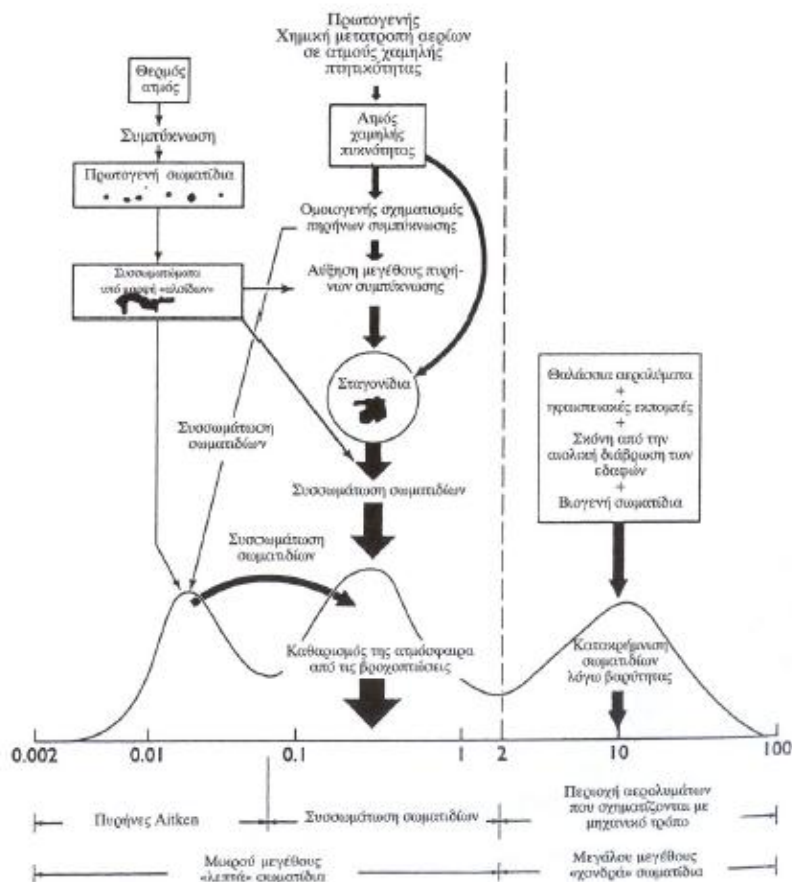 Πρωτογενής
Χημική μετατροπή αερίων
σε ατμούς χαμηλής
πτητικότητας
Θερμός
ατμός
Συμπύκνωση
Πρωτογενή σωματίδια
Συσσωματώματα
υπό μορφή «αλσίδων»
Ατμός
χαμηλής
πυκνότητας
Ομοιογενής σχηματισμός
πηρήνων συμπύκνωσης
Αύξηση μεγέθους πυρή-
νων συμπύκνωσης
Σταγονίδια
Συσσωμάτωση
σωματιδίων
Συσσωμάτωση σωματιδίων
Συσσωμάτωση
σωματιδίων
Θαλάσσια αερολύματα
+
ηφαιστειακές εκπομπές
+
Σκόνη από την
αιολική διάβρωση των
εδαφών
+
Βιογενή σωματίδια
Καθαρισμός της ατμόσφαιρα
από τις βροχοπτώσεις
Κατακρήμνιση
σωματιδίων
λόγω βαρύτητας
0.002 0.01 0.1 1 2 10 100
Πυρήνες Aitken
Συσσωμάτωση σωματιδίων
Περιοχή αερολυμάτων
που σχηματίζονται με
μηχανικό τρόπο
Μικρού μεγέθους
«λεπτά» σωματίδια
Μεγάλου μεγέθους
«χονδρά» σωματίδια